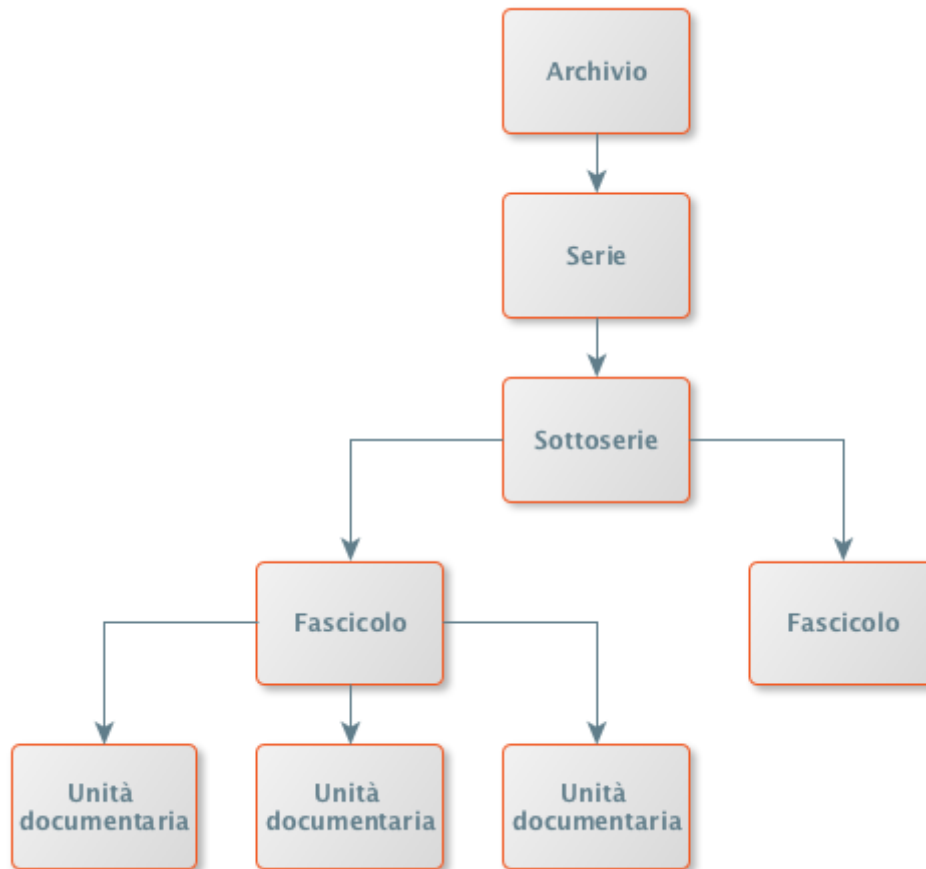 Archivio
Serie
Sottoserie
Fascicolo
Fascicolo
Unità
documentaria
Unità
documentaria
Unità
documentaria